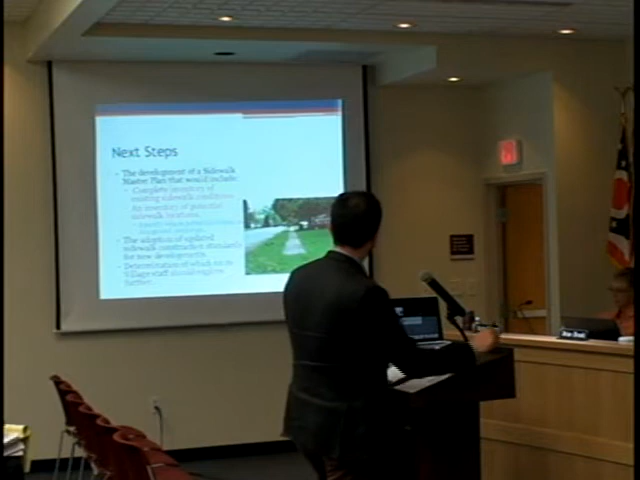 Next Steps
The development of a Sidewalk
Master Plan that would include:
Complete inventory of
existing sidewalk conditions
An inventory of potential
sidewalk locations.
The adoption of updated
sidewalk construction standards
for new developments.
Determination of which
Village staff should explore
further.
EXIT